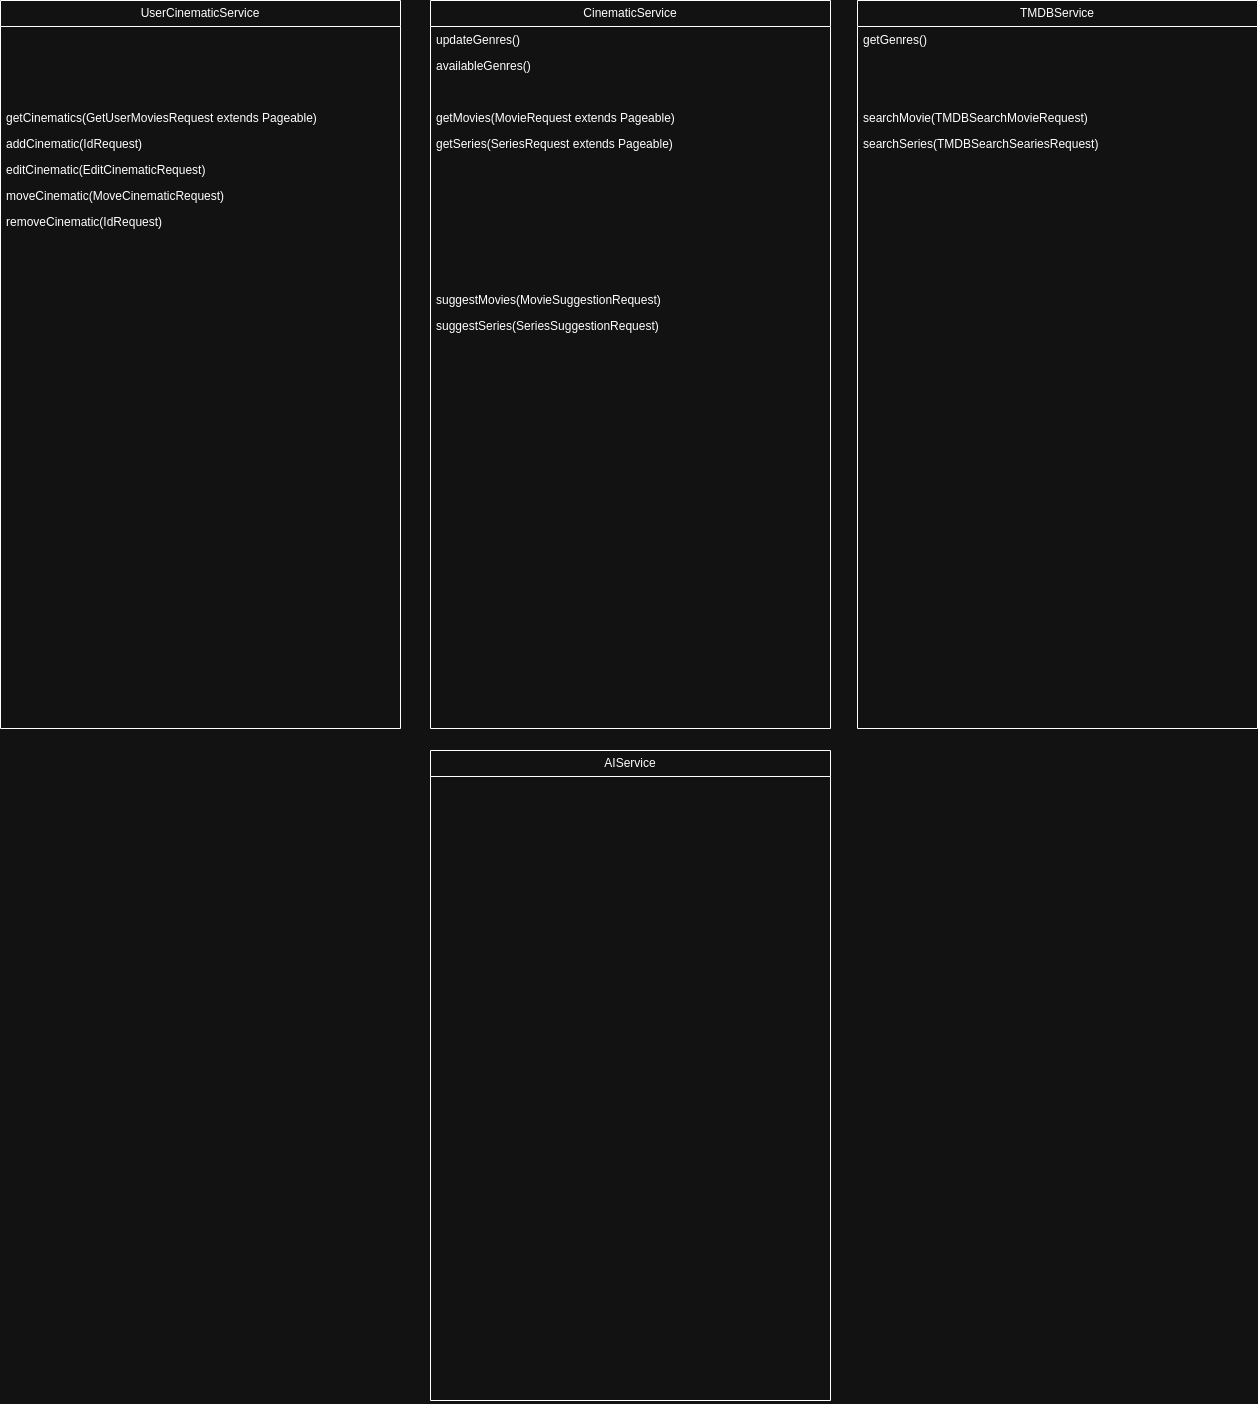 UserCinematicService
getCinematics(GetUserMoviesRequest extends Pageable)
addCinematic(IdRequest)
editCinematic(EditCinematicRequest)
moveCinematic(MoveCinematicRequest)
removeCinematic(IdRequest)
CinematicService
updateGenres()
availableGenres()
getMovies(MovieRequest extends Pageable)
getSeries(SeriesRequest extends Pageable)
suggestMovies(MovieSuggestionRequest)
suggestSeries(SeriesSuggestionRequest)
TMDBService
getGenres()
searchMovie(TMDBSearchMovieRequest)
searchSeries(TMDBSearchSeariesRequest)
AIService